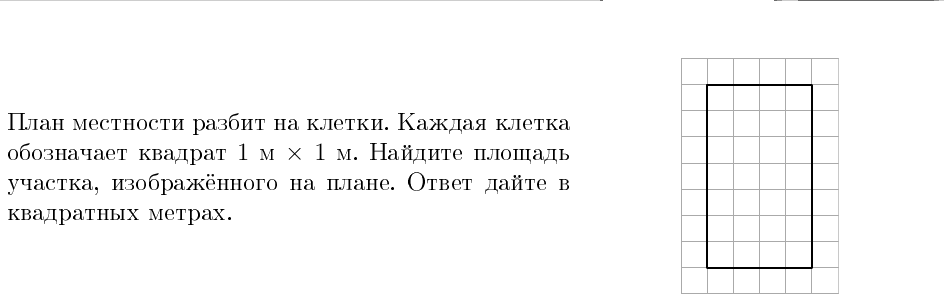 План местности разбит на клетки. Каждая клетка
обозначает квадрат 1 м × 1 м. Найдите площадь
участка, изображённого на плане. Ответ дайте в
квадратных метрах.